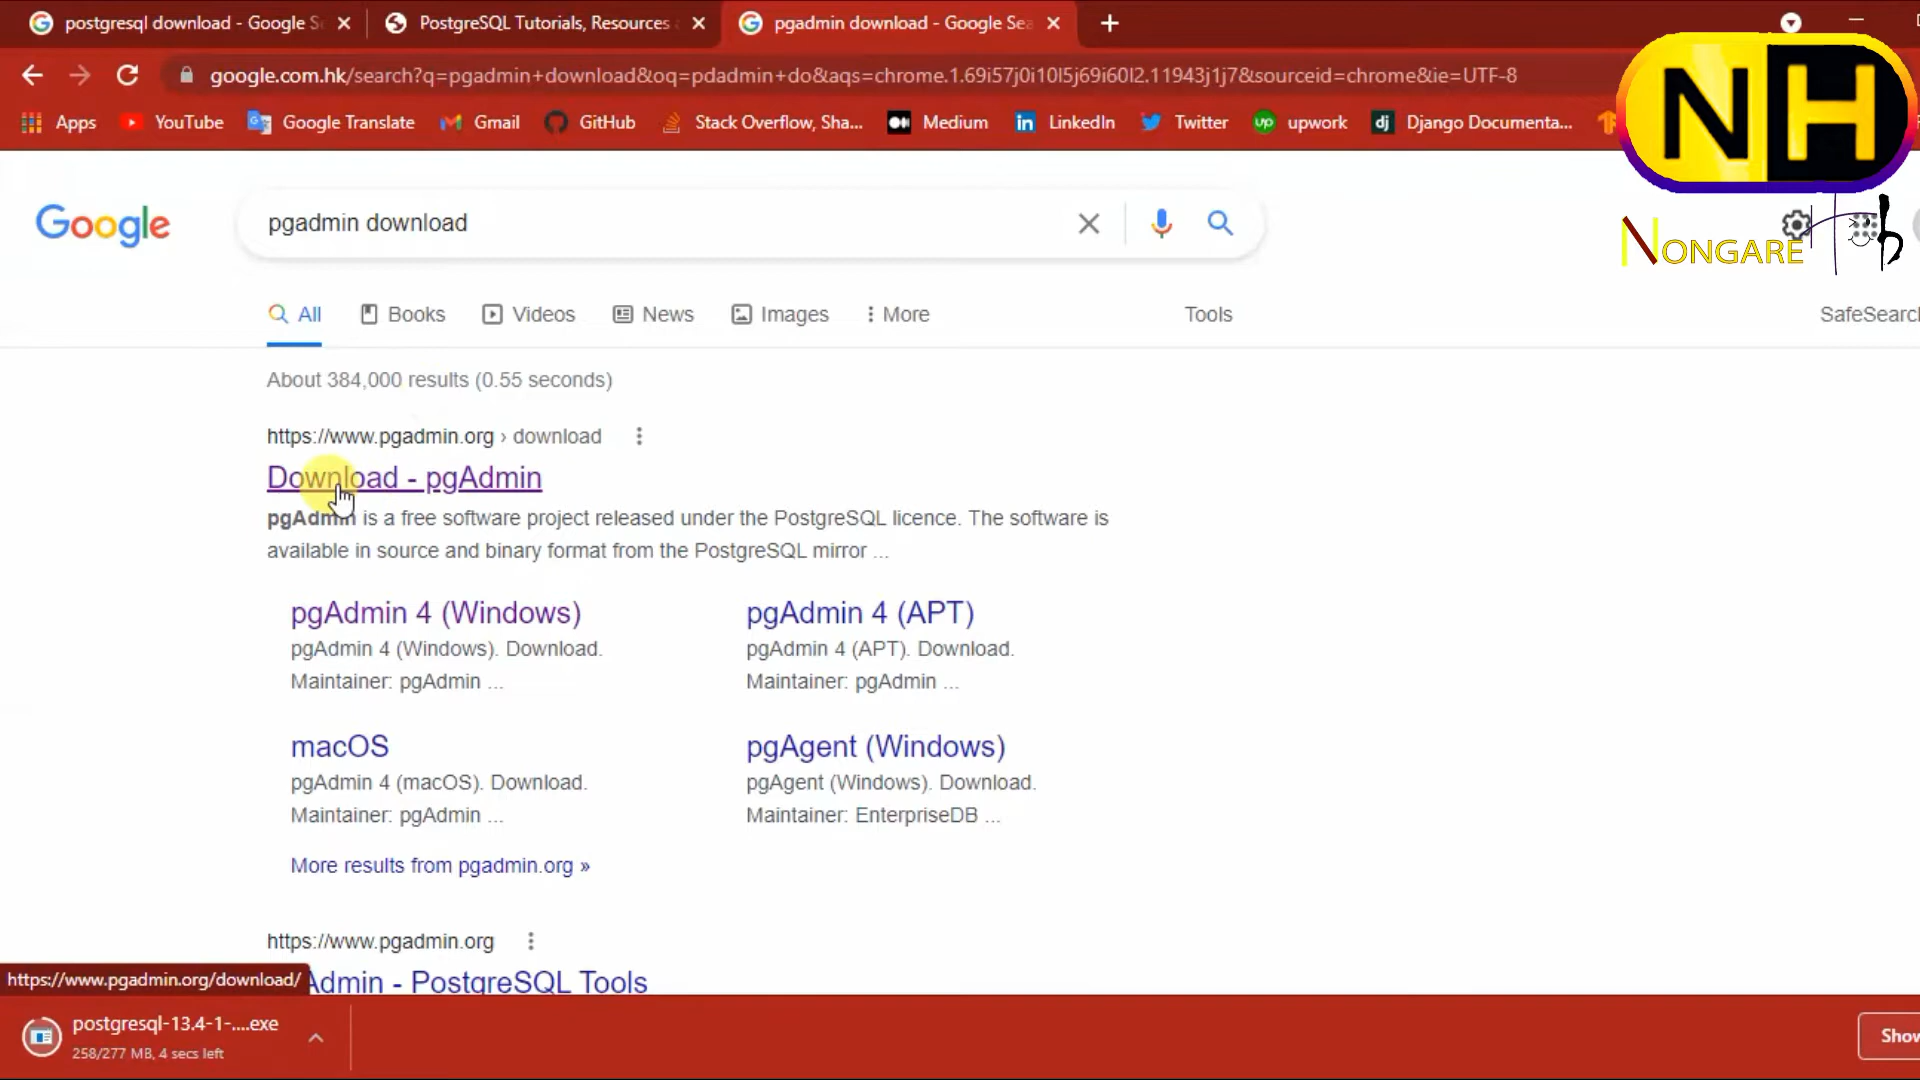 postgresql download - Google S
PostgreSQL Tutorials, Resources
pgadmin download - Google Sea
google.com.hk/search?q=pgadmin+download&oq=pdadmin+do&aqs=chrome.1.69i57j0i10l5j69i60l2.11943j1j7&sourceid=chrome&ie=UTF-8
Apps YouTube Google Translate Gmail GitHub Stack Overflow, Sha... Medium LinkedIn Twitter up upwork dj Django Documenta...
NH
NONGARE Hub
Google
pgadmin download
All Books Videos News Images More Tools SafeSearch
About 384,000 results (0.55 seconds)
https://www.pgadmin.org › download
Download - pgAdmin
pgAdmin is a free software project released under the PostgreSQL licence. The software is
available in source and binary format from the PostgreSQL mirror ...
pgAdmin 4 (Windows)
pgAdmin 4 (Windows). Download.
Maintainer: pgAdmin ...
pgAdmin 4 (APT)
pgAdmin 4 (APT). Download.
Maintainer: pgAdmin ...
macOS
pgAdmin 4 (macOS). Download.
Maintainer: pgAdmin ...
pgAgent (Windows)
pgAgent (Windows). Download.
Maintainer: EnterpriseDB ...
More results from pgadmin.org »
https://www.pgadmin.org
Admin - PostgreSQL Tools
https://www.pgadmin.org/download/
postgresql-13.4-1-....exe
258/277 MB, 4 secs left
Show